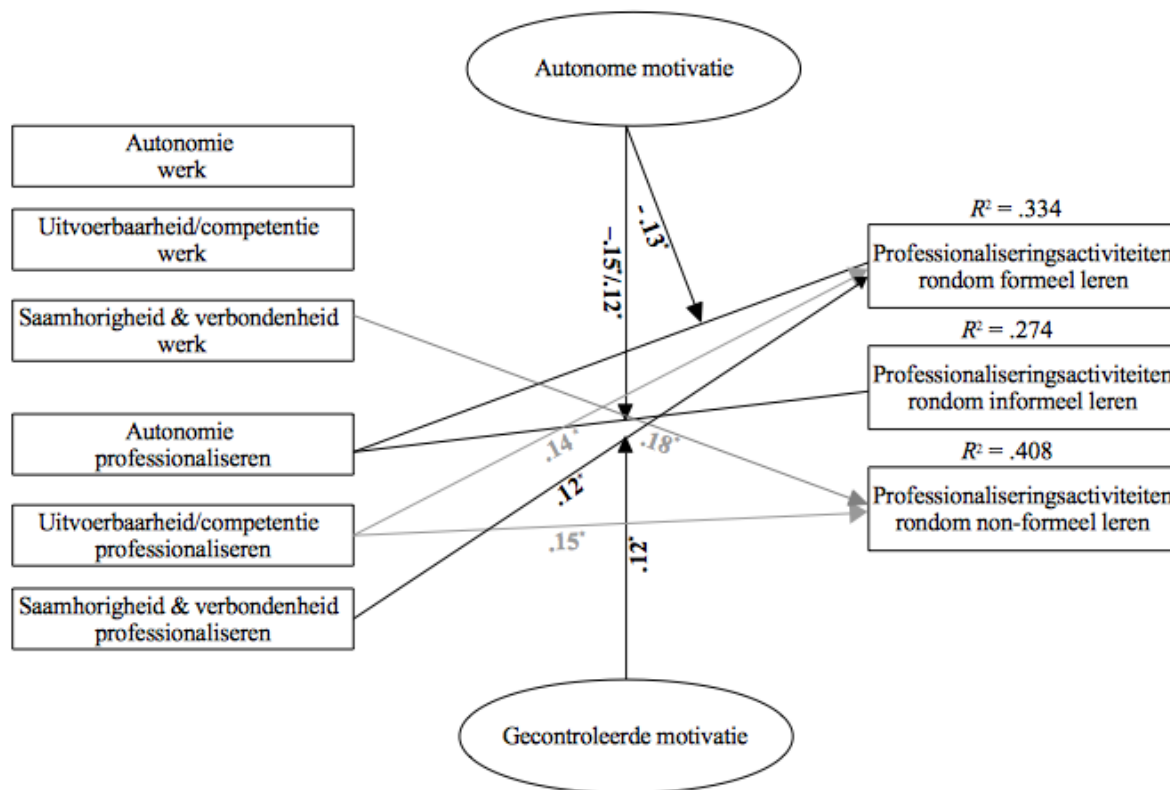 Autonome motivatie
Autonomie
werk
Uitvoerbaarheid/competentie
werk
Saamhorigheid & verbondenheid
werk
Autonomie
professionaliseren
Uitvoerbaarheid/competentie
professionaliseren
Saamhorigheid & verbondenheid
professionaliseren
- .13*
–.15*/.12*
.14*
.18*
.12*
.15*
.12*
R² = .334
Professionaliseringsactiviteiten
rondom formeel leren
R² = .274
Professionaliseringsactiviteiten
rondom informeel leren
R² = .408
Professionaliseringsactiviteiten
rondom non-formeel leren
Gecontroleerde motivatie